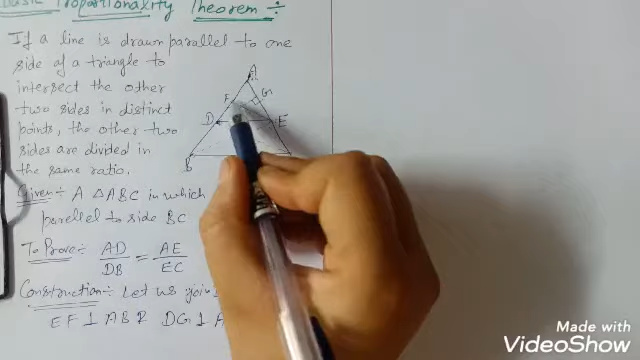 Basic Proportionality Theorem ÷
If a line is drawn parallel to one
side of a triangle to
intersect the other
two sides in distinct
points, the other two
sides are divided in
the same ratio.
A
F G
D E
B
Given ÷ A △ABC in which
parellel to side BC
To Prove ÷ AD/DB = AE/EC
Construction ÷ Let us join
EF ⊥ AB & DG ⊥ A
Made with
VideoShow